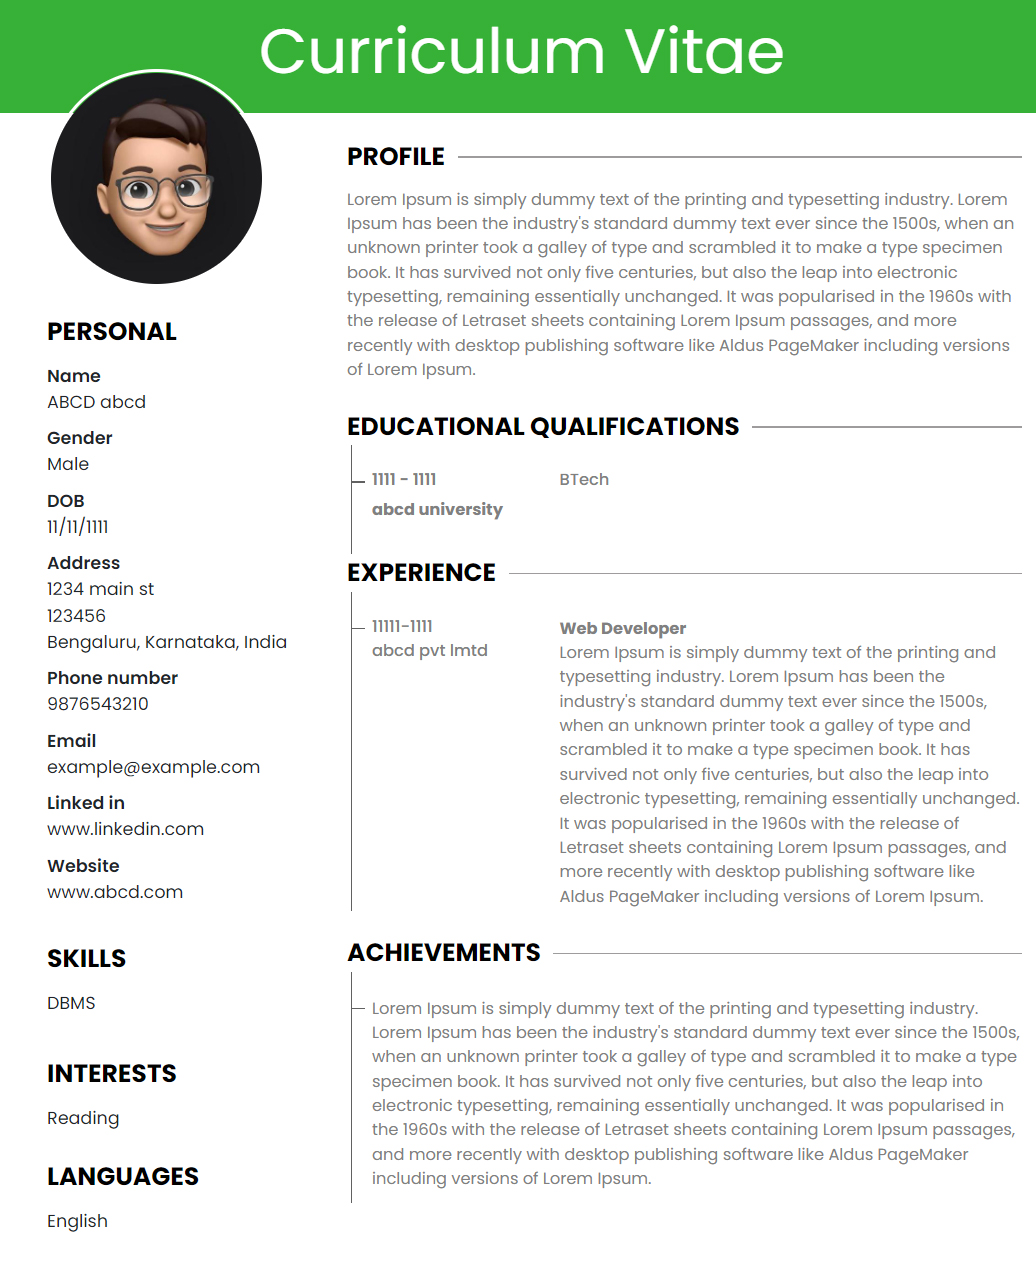 Curriculum Vitae
PERSONAL
Name
ABCD abcd
Gender
Male
DOB
11/11/1111
Address
1234 main st
123456
Bengaluru, Karnataka, India
Phone number
9876543210
Email
example@example.com
Linked in
www.linkedin.com
Website
www.abcd.com
SKILLS
DBMS
INTERESTS
Reading
LANGUAGES
English
PROFILE
Lorem Ipsum is simply dummy text of the printing and typesetting industry. Lorem
Ipsum has been the industry's standard dummy text ever since the 1500s, when an
unknown printer took a galley of type and scrambled it to make a type specimen
book. It has survived not only five centuries, but also the leap into electronic
typesetting, remaining essentially unchanged. It was popularised in the 1960s with
the release of Letraset sheets containing Lorem Ipsum passages, and more
recently with desktop publishing software like Aldus PageMaker including versions
of Lorem Ipsum.
EDUCATIONAL QUALIFICATIONS
1111 - 1111
abcd university
BTech
EXPERIENCE
11111-1111
abcd pvt lmtd
Web Developer
Lorem Ipsum is simply dummy text of the printing and
typesetting industry. Lorem Ipsum has been the
industry's standard dummy text ever since the 1500s,
when an unknown printer took a galley of type and
scrambled it to make a type specimen book. It has
survived not only five centuries, but also the leap into
electronic typesetting, remaining essentially unchanged.
It was popularised in the 1960s with the release of
Letraset sheets containing Lorem Ipsum passages, and
more recently with desktop publishing software like
Aldus PageMaker including versions of Lorem Ipsum.
ACHIEVEMENTS
Lorem Ipsum is simply dummy text of the printing and typesetting industry.
Lorem Ipsum has been the industry's standard dummy text ever since the 1500s,
when an unknown printer took a galley of type and scrambled it to make a type
specimen book. It has survived not only five centuries, but also the leap into
electronic typesetting, remaining essentially unchanged. It was popularised in
the 1960s with the release of Letraset sheets containing Lorem Ipsum passages,
and more recently with desktop publishing software like Aldus PageMaker
including versions of Lorem Ipsum.